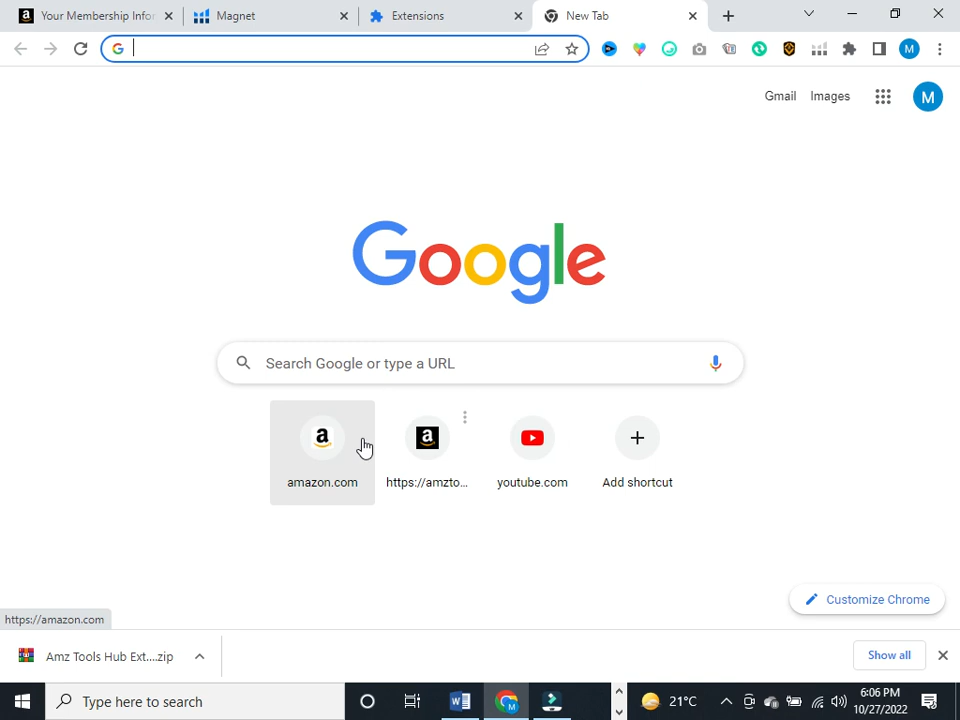 Your Membership Infor
Magnet
Extensions
New Tab
M
Gmail
Images
M
Google
Search Google or type a URL
amazon.com
https://amzto...
youtube.com
Add shortcut
Customize Chrome
https://amazon.com
Amz Tools Hub Ext....zip
Show all
Type here to search
21°C
6:06 PM
10/27/2022